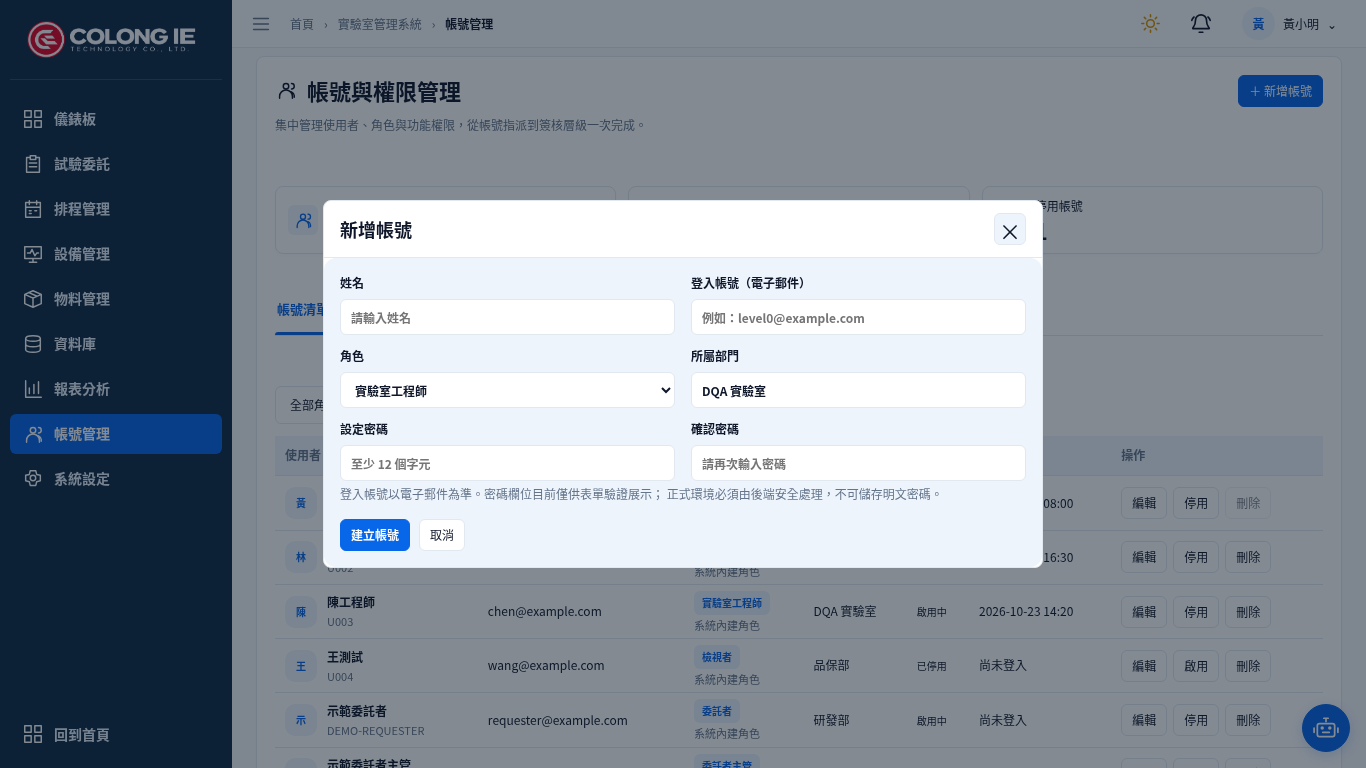 COLONG IE
TECHNOLOGY CO., LTD.
儀錶板
試驗委託
排程管理
設備管理
物料管理
資料庫
報表分析
帳號管理
系統設定
回到首頁
首頁 › 實驗室管理系統 › 帳號管理
黃 黃小明
帳號與權限管理
+ 新增帳號
集中管理使用者、角色與功能權限，從帳號指派到簽核層級一次完成。
停用帳號
帳號清單
全部角
新增帳號
姓名 登入帳號（電子郵件）
請輸入姓名 例如：level0@example.com
角色 所屬部門
實驗室工程師 DQA 實驗室
設定密碼 確認密碼
至少 12 個字元 請再次輸入密碼
登入帳號以電子郵件為準。密碼欄位目前僅供表單驗證展示； 正式環境必須由後端安全處理，不可儲存明文密碼。
建立帳號 取消
使用者 操作
黃 08:00 編輯 停用 刪除
林 16:30 編輯 停用 刪除
U002 系統內建角色
陳 陳工程師 chen@example.com 實驗室工程師 DQA 實驗室 啟用中 2026-10-23 14:20 編輯 停用 刪除
U003 系統內建角色
王 王測試 wang@example.com 檢視者 品保部 已停用 尚未登入 編輯 啟用 刪除
U004 系統內建角色
示 示範委託者 requester@example.com 委託者 研發部 啟用中 尚未登入 編輯 停用 刪除
DEMO-REQUESTER 系統內建角色
示範委託者主管 委託者主管